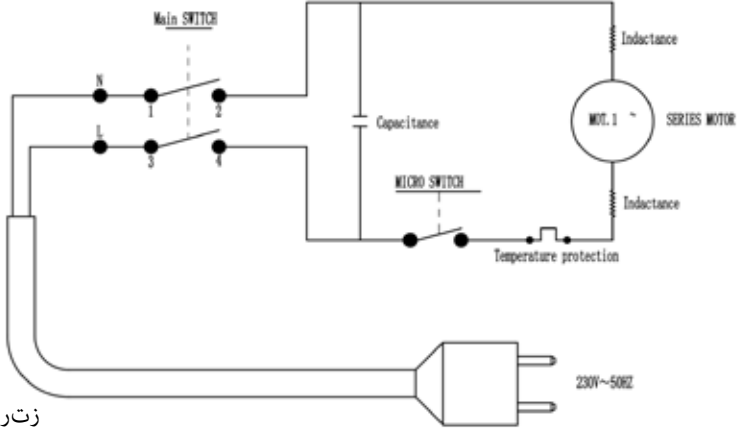 Main SWITCH
N
1
2
L
3
4
Capacitance
Indactance
MOT.1 ~
SERIES MOTOR
MICRO SWITCH
Indactance
Temperature protection
230V~50HZ
زتر